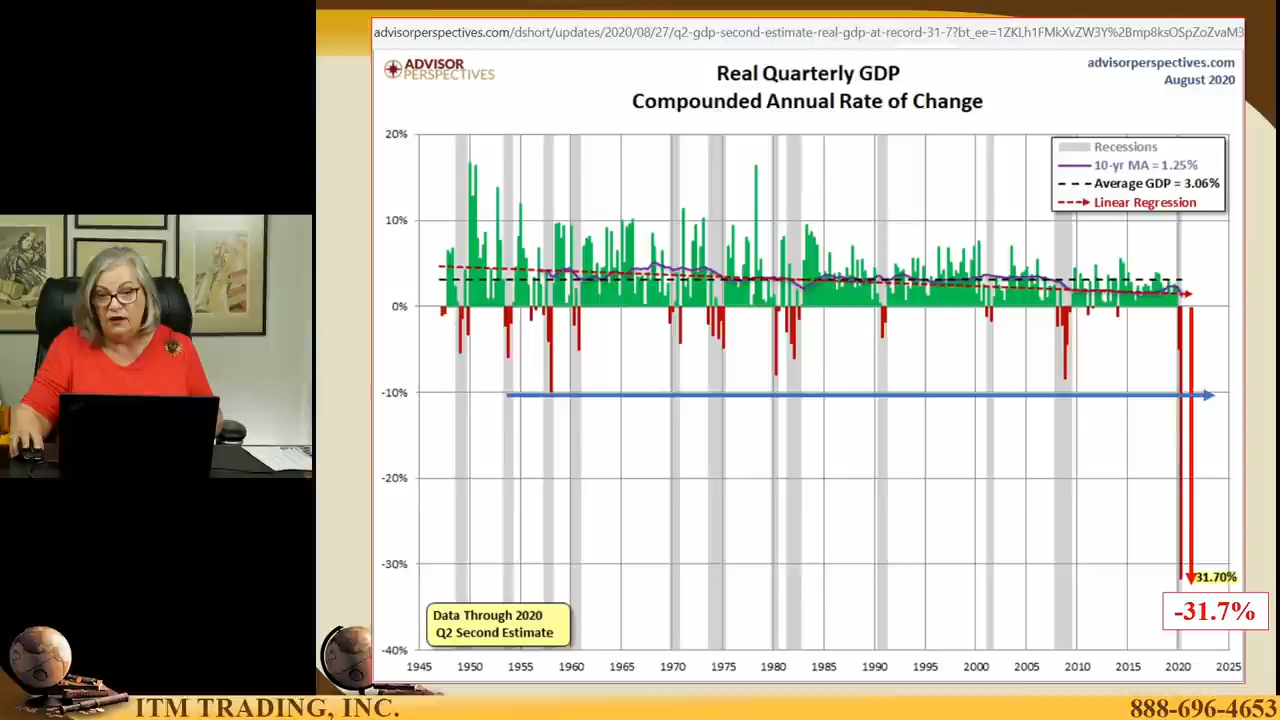 advisorperspectives.com/dshort/updates/2020/08/27/q2-gdp-second-estimate-real-gdp-at-record-31-7?bt_ee=1ZKLh1FMkXvZW3Y%2Bmp8ksOSpZoZvaM3
ADVISOR
PERSPECTIVES
Real Quarterly GDP
Compounded Annual Rate of Change
advisorperspectives.com
August 2020
Recessions
10-yr MA = 1.25%
Average GDP = 3.06%
Linear Regression
20%
10%
0%
-10%
-20%
-30%
-40%
31.70%
-31.7%
Data Through 2020
Q2 Second Estimate
1945 1950 1955 1960 1965 1970 1975 1980 1985 1990 1995 2000 2005 2010 2015 2020 2025
ITM TRADING, INC.
888-696-4653